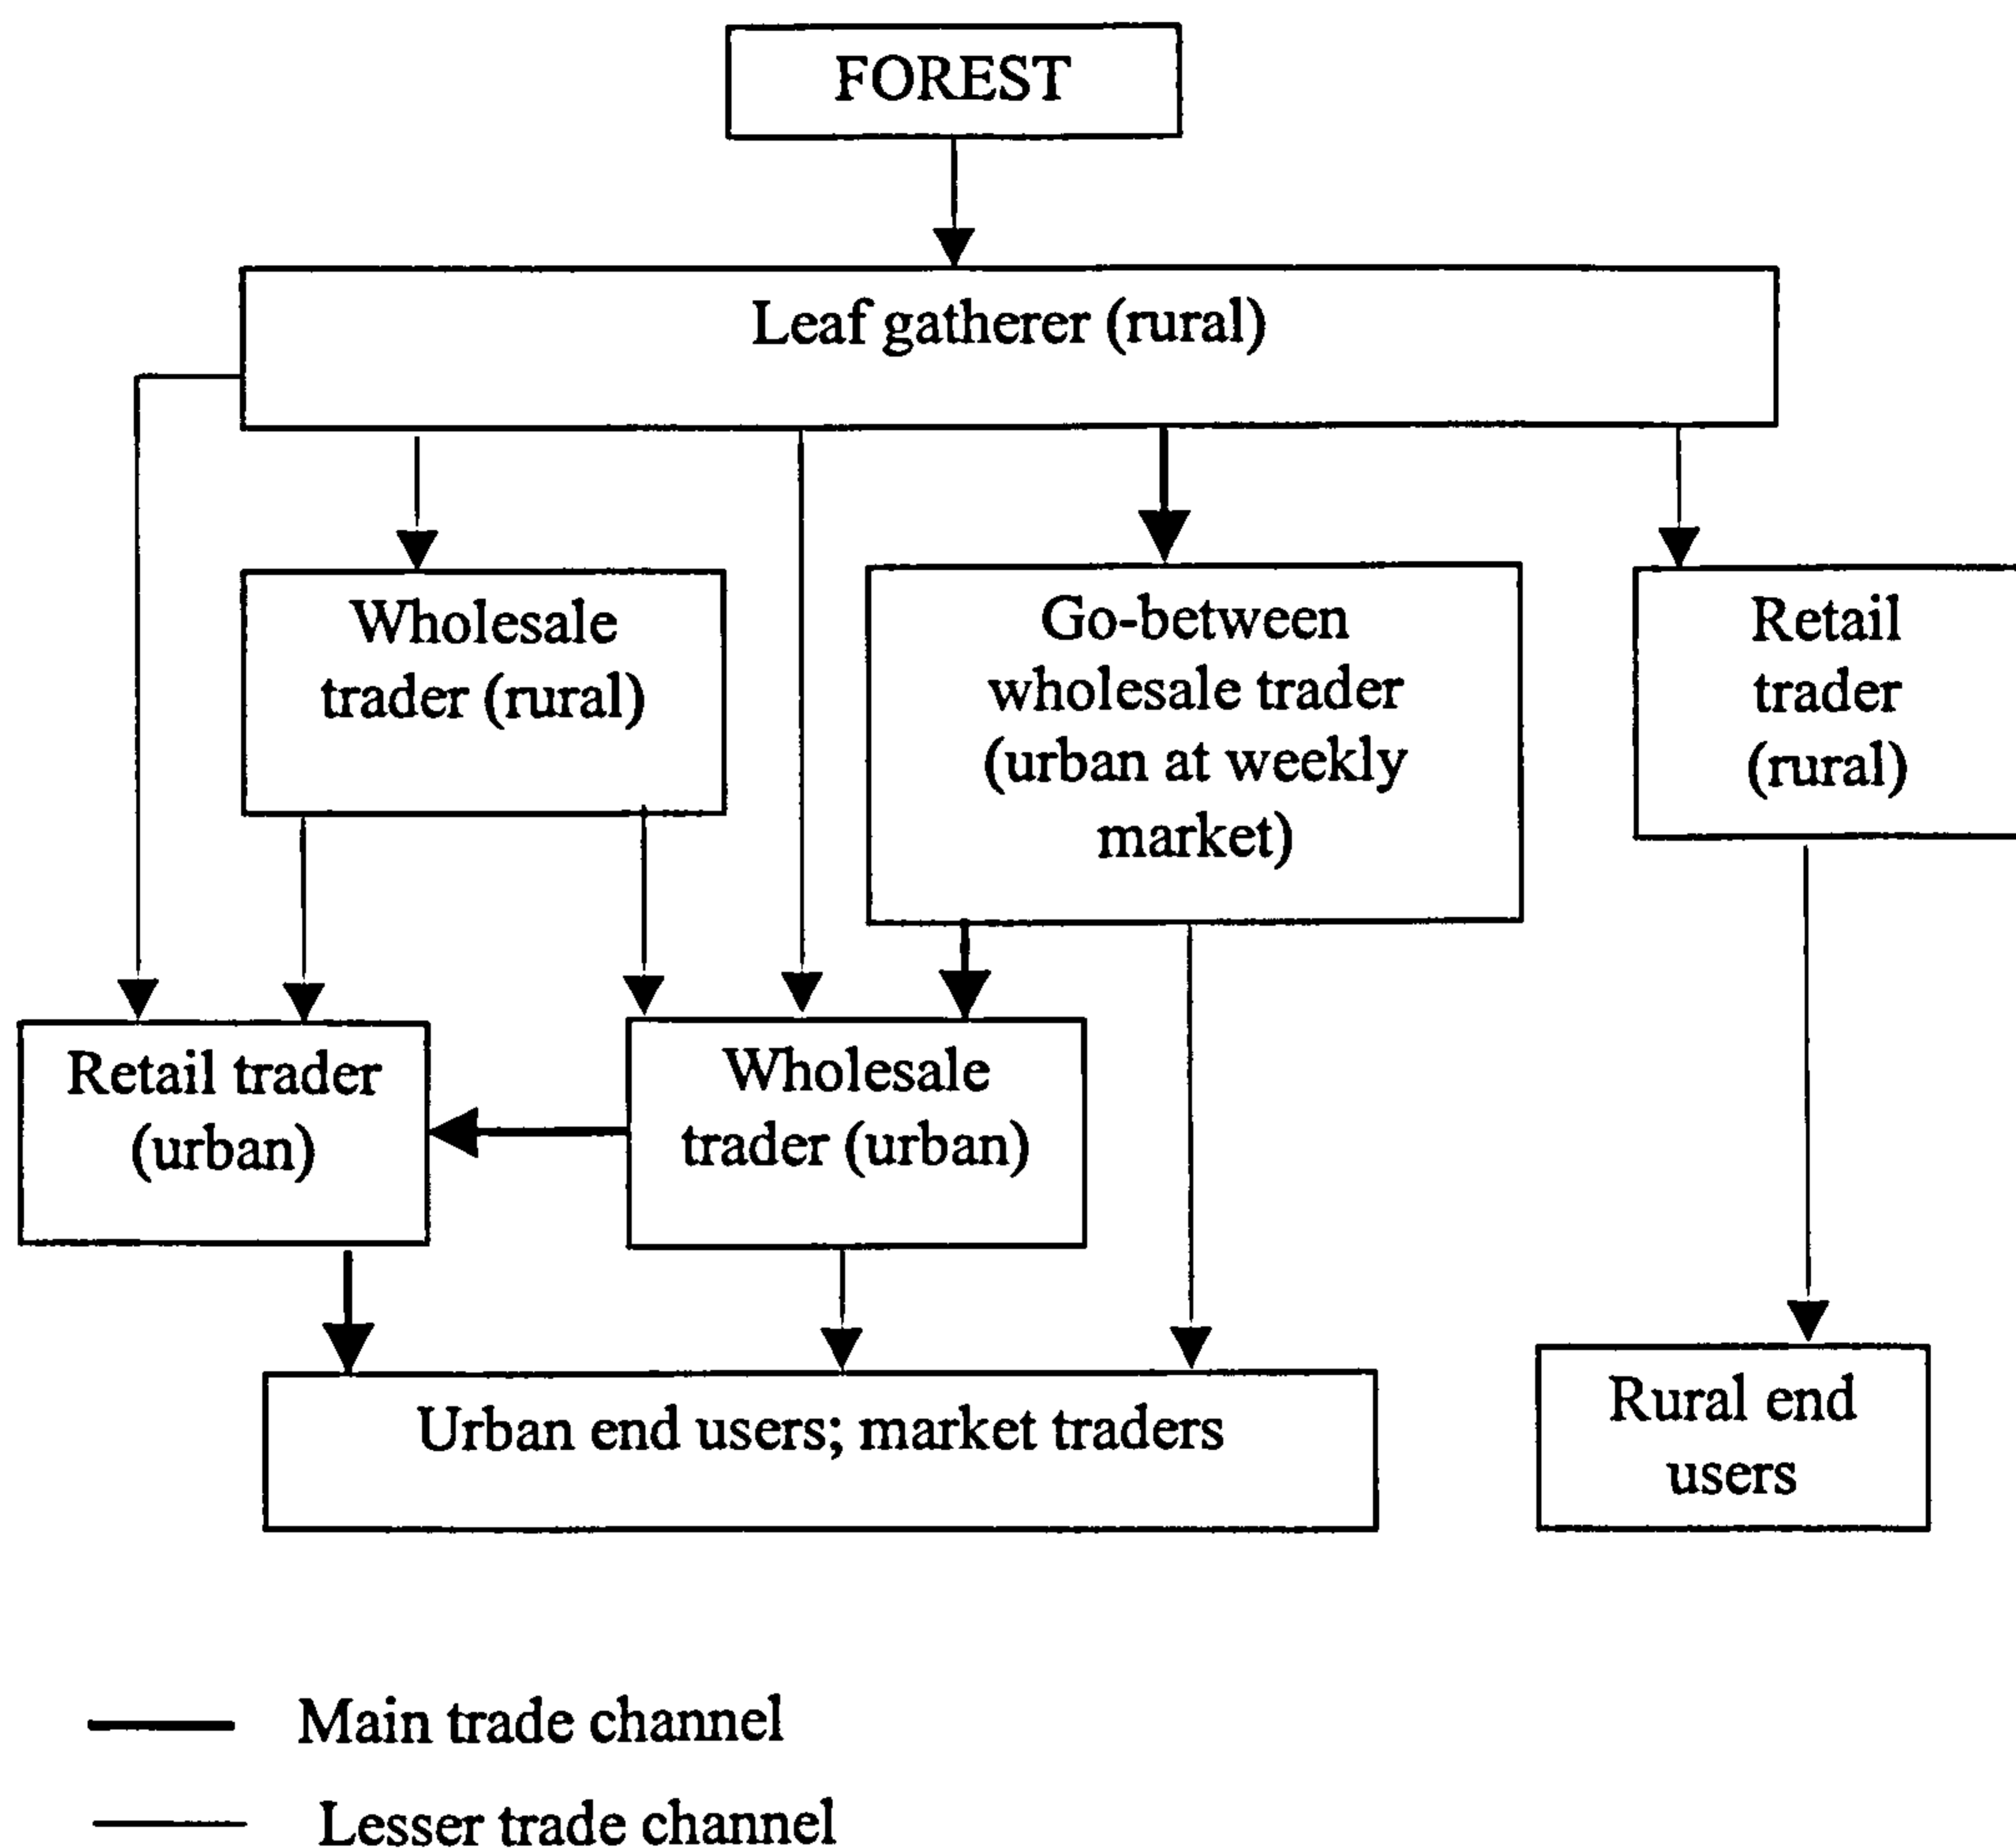 FOREST
Leaf gatherer (rural)
Wholesale
trader (rural)
Go-between
wholesale trader
(urban at weekly
market)
Retail
trader
(rural)
Retail trader
(urban)
Wholesale
trader (urban)
Urban end users; market traders
Rural end
users
Main trade channel
Lesser trade channel